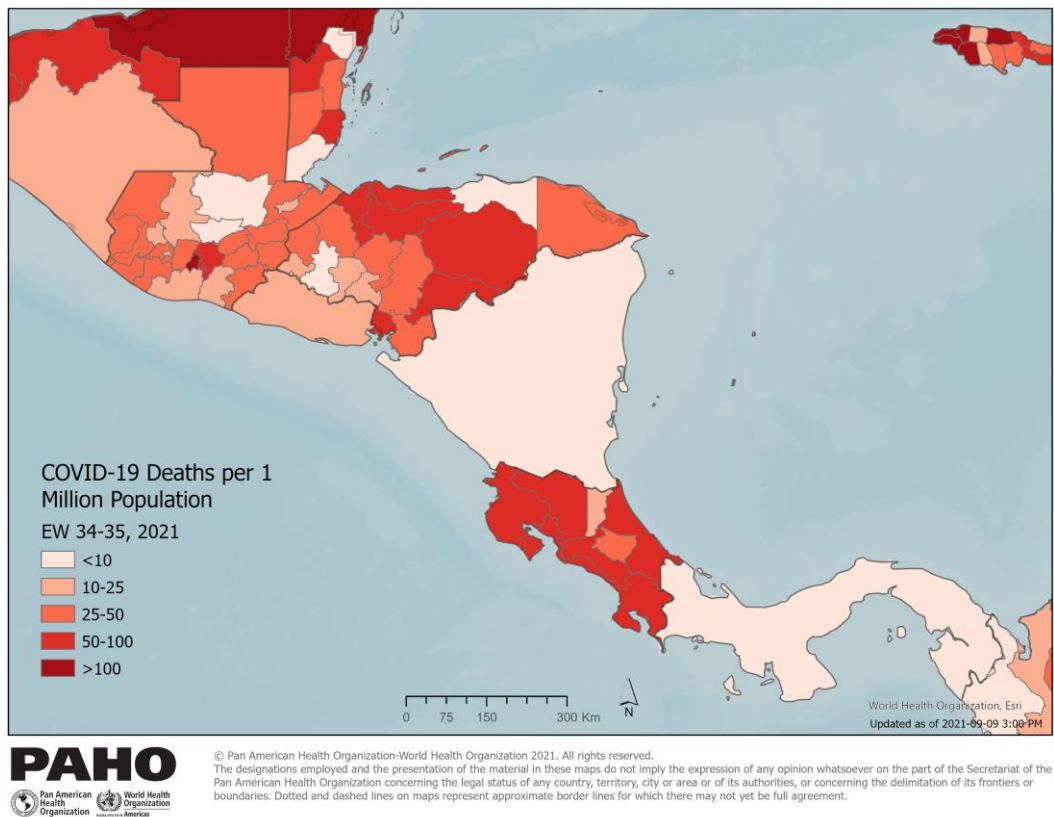 COVID-19 Deaths per 1
Million Population
EW 34-35, 2021
<10
10-25
25-50
50-100
>100
0 75 150 300 Km
N
World Health Organization, Esri
Updated as of 2021-09-09 3:00 PM
PAHO
Pan American
Health
Organization
World Health
Organization
Americas
© Pan American Health Organization-World Health Organization 2021. All rights reserved.
The designations employed and the presentation of the material in these maps do not imply the expression of any opinion whatsoever on the part of the Secretariat of the
Pan American Health Organization concerning the legal status of any country, territory, city or area or of its authorities, or concerning the delimitation of its frontiers or
boundaries. Dotted and dashed lines on maps represent approximate border lines for which there may not yet be full agreement.